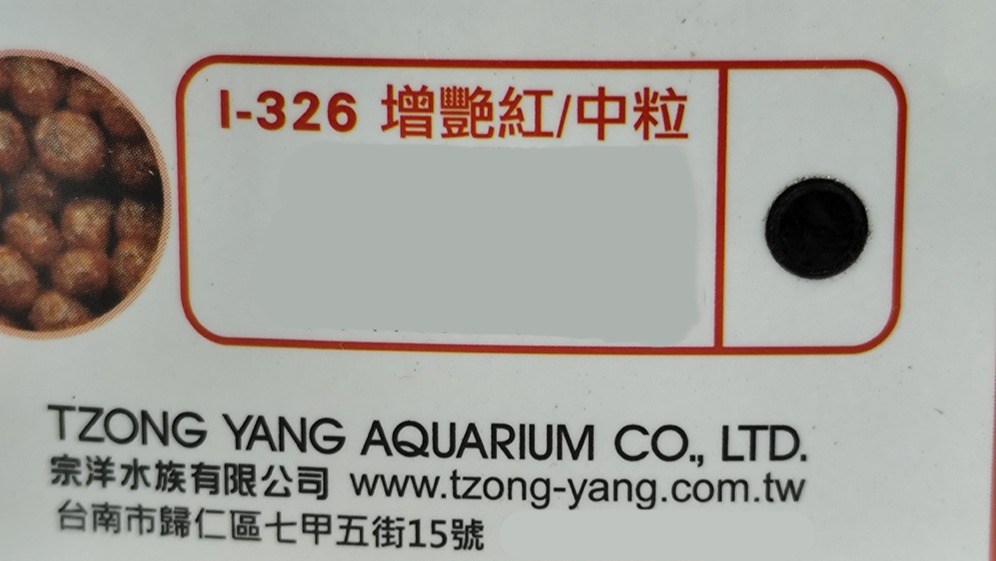 I-326 增艷紅/中粒
TZONG YANG AQUARIUM CO., LTD.
宗洋水族有限公司 www.tzong-yang.com.tw
台南市歸仁區七甲五街15號